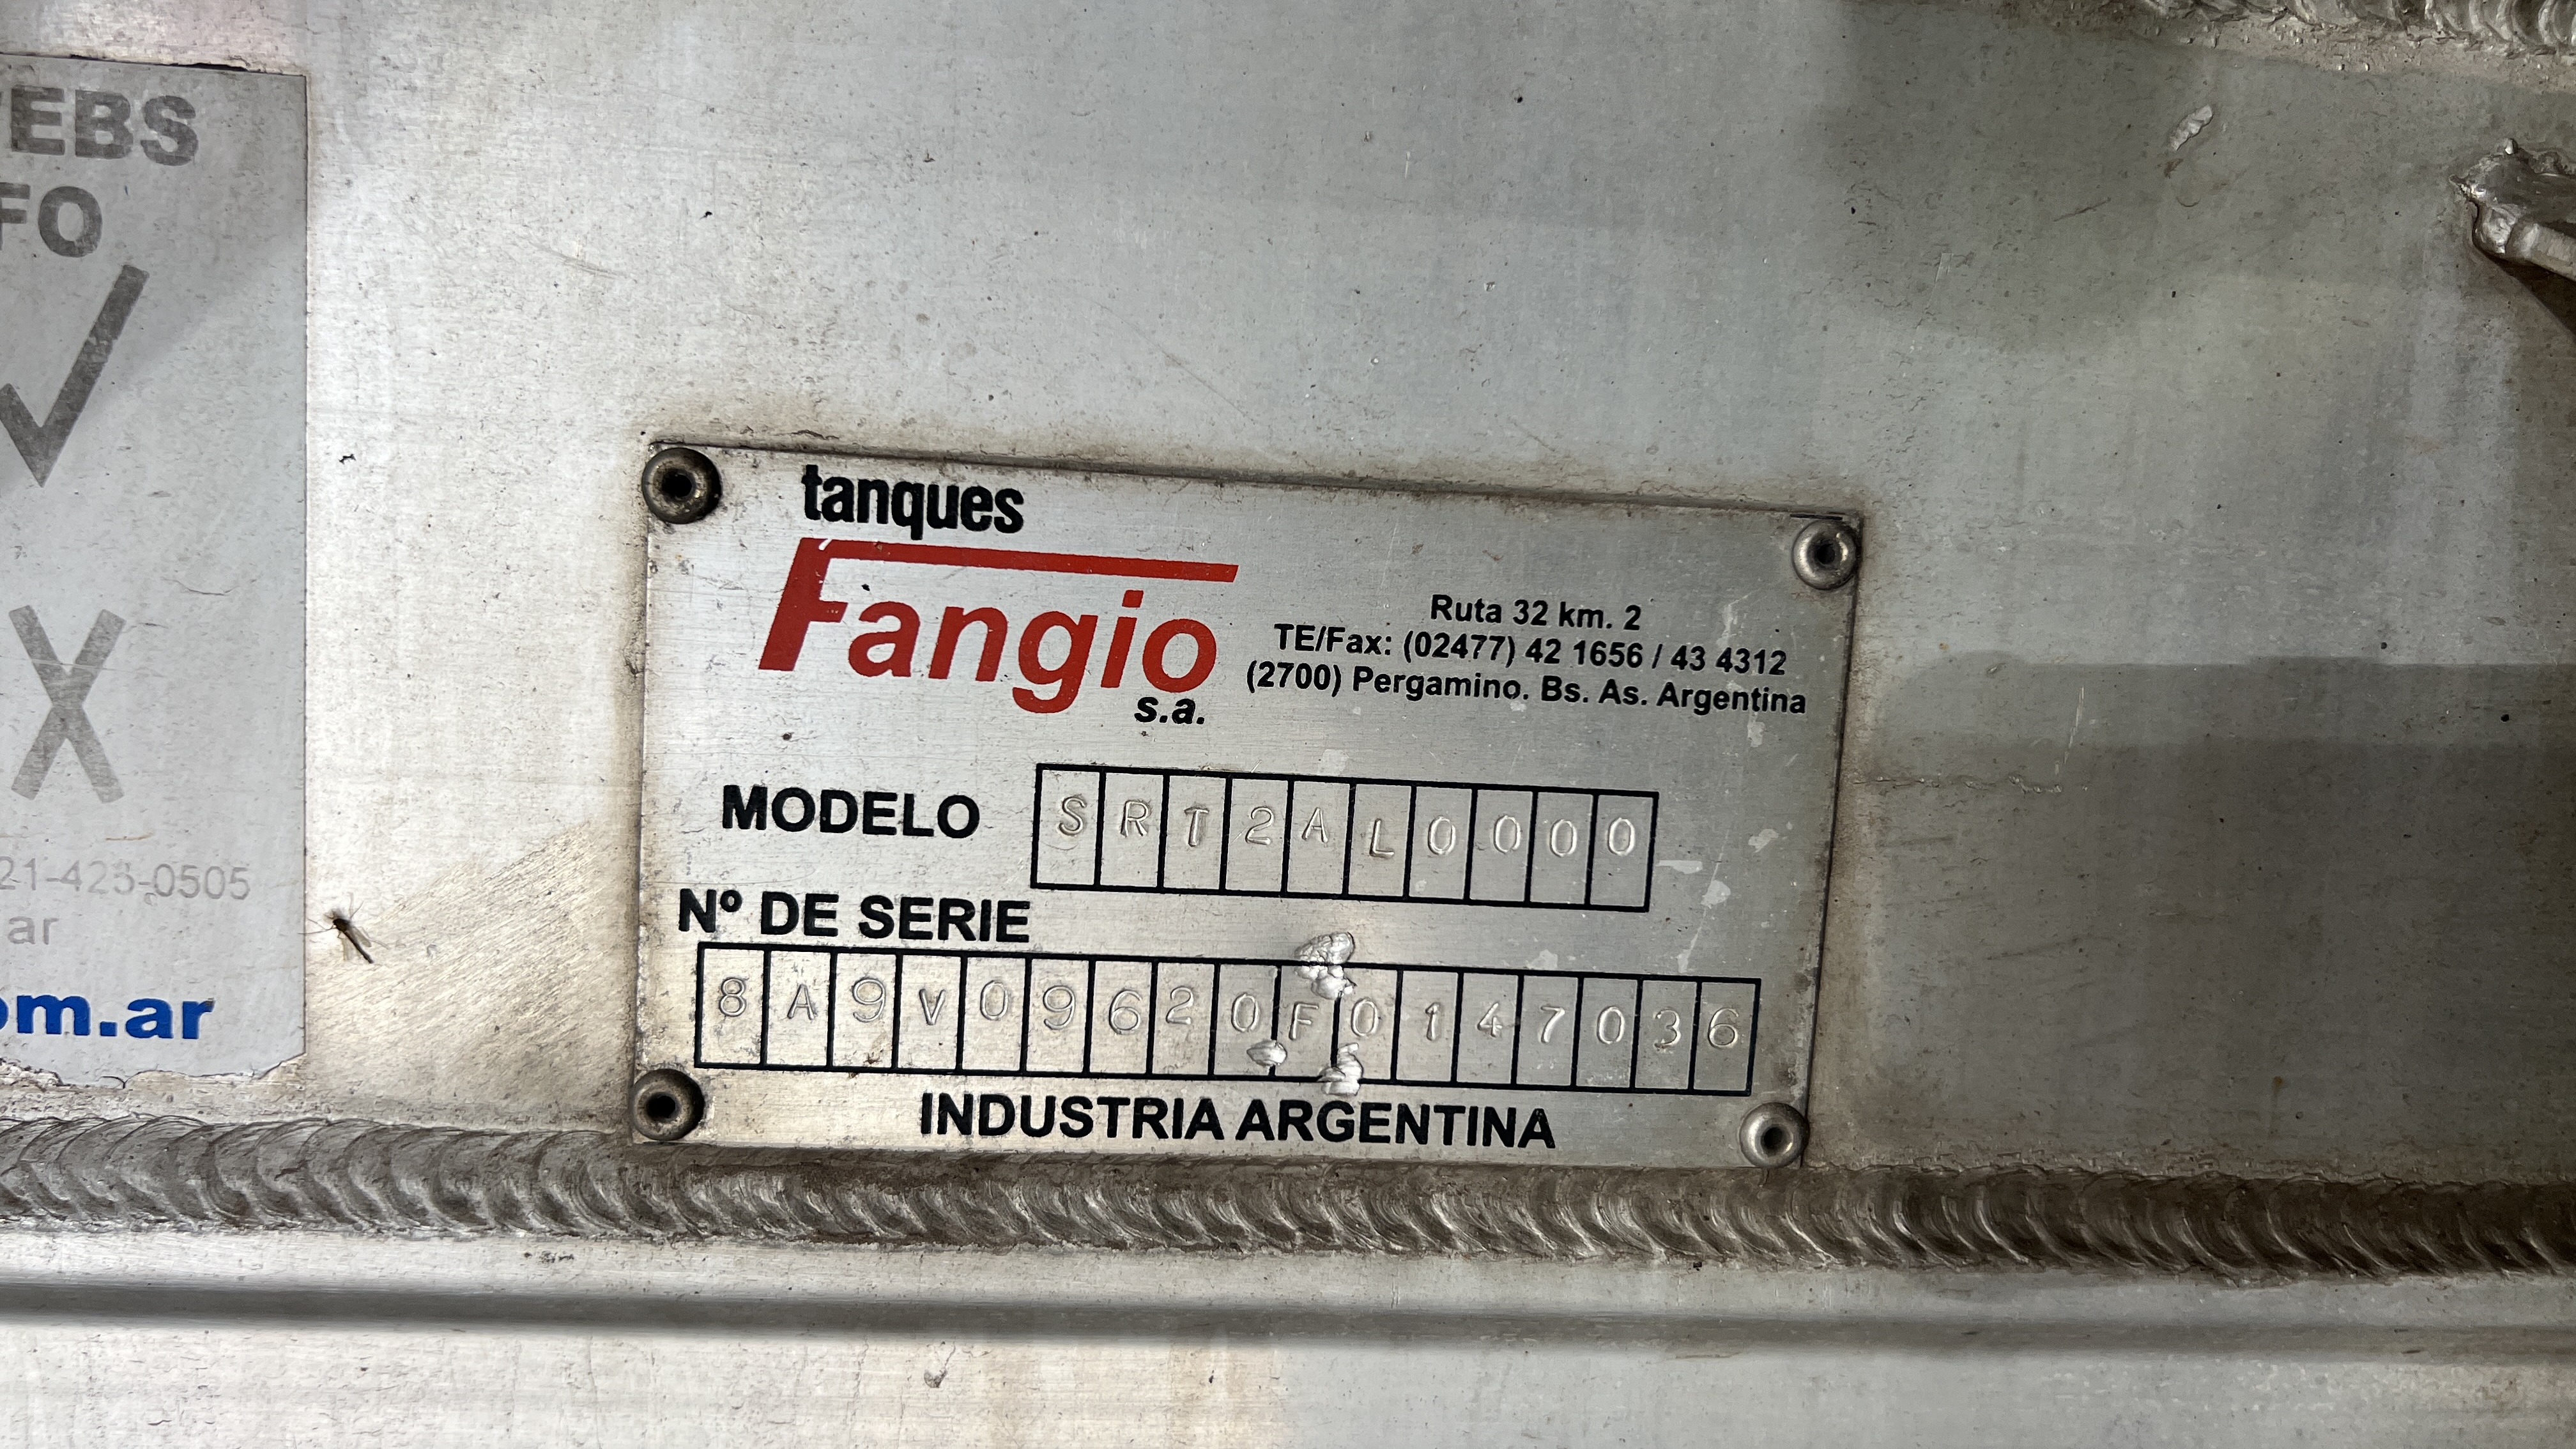 EBS
FO
21-423-0505
ar
om.ar
tanques
Fangio
s.a.
Ruta 32 km. 2
TE/Fax: (02477) 42 1656 / 43 4312
(2700) Pergamino. Bs. As. Argentina
MODELO SRT2AL0000
Nº DE SERIE
8A9V09620F0147036
INDUSTRIA ARGENTINA